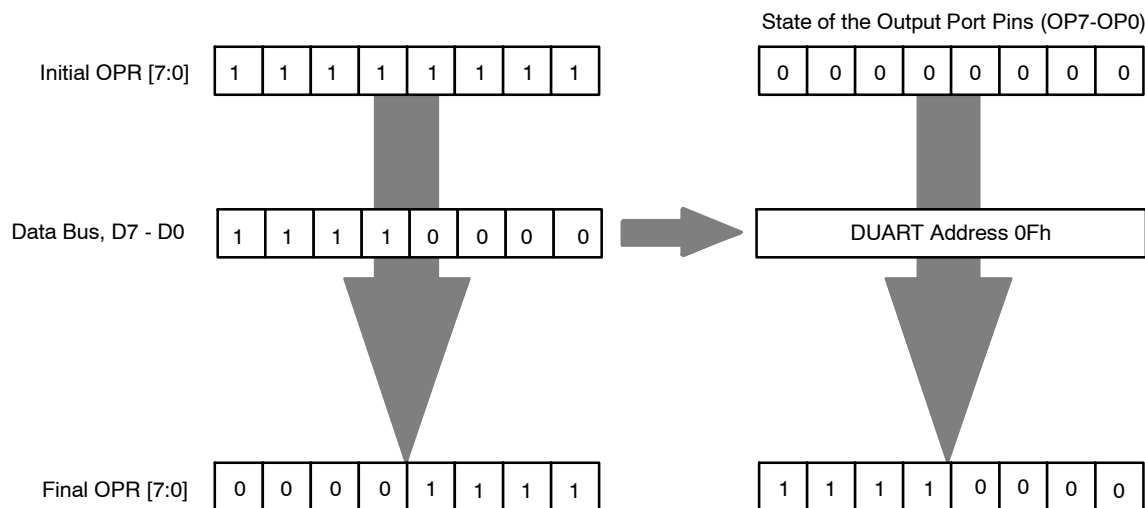 State of the Output Port Pins (OP7-OP0)
Initial OPR [7:0] 1 1 1 1 1 1 1 1 0 0 0 0 0 0 0 0
Data Bus, D7 - D0 1 1 1 1 0 0 0 0 DUART Address 0Fh
Final OPR [7:0] 0 0 0 0 1 1 1 1 1 1 1 1 0 0 0 0